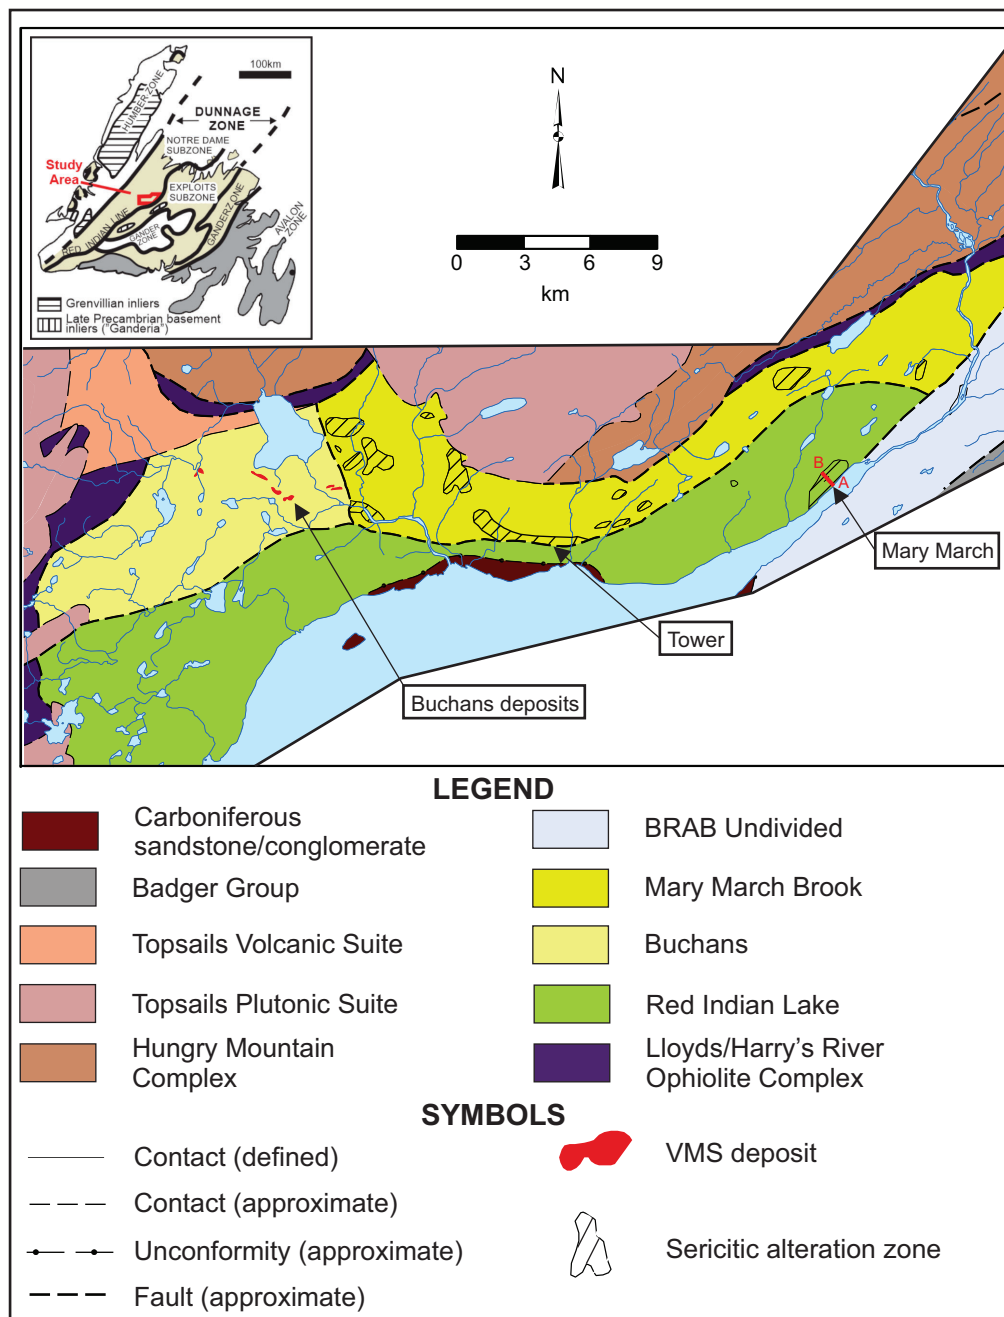 100km
HUMBER ZONE
DUNNAGE
ZONE
NOTRE DAME
SUBZONE
Study
Area
EXPLOITS
SUBZONE
RED INDIAN LINE
GANDER
ZONE
GANDERZONE
AVALON
ZONE
Grenvillian inliers
Late Precambrian basement
inliers ("Ganderia")
N
0 3 6 9
km
B
A
Mary March
Tower
Buchans deposits
LEGEND
Carboniferous
sandstone/conglomerate
Badger Group
Topsails Volcanic Suite
Topsails Plutonic Suite
Hungry Mountain
Complex
BRAB Undivided
Mary March Brook
Buchans
Red Indian Lake
Lloyds/Harry's River
Ophiolite Complex
SYMBOLS
Contact (defined)
Contact (approximate)
Unconformity (approximate)
Fault (approximate)
VMS deposit
Sericitic alteration zone